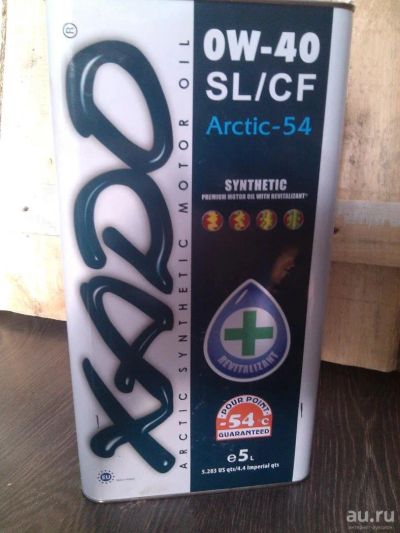 XADO®
ARCTIC SYNTHETIC MOTOR OIL
0W-40
SL/CF
Arctic-54
SYNTHETIC
PREMIUM MOTOR OIL WITH REVITALIZANT®
REVITALIZANT
POUR POINT
-54°C
GUARANTEED
e5L
5.283 US qts/4.4 imperial qts
EU
au.ru